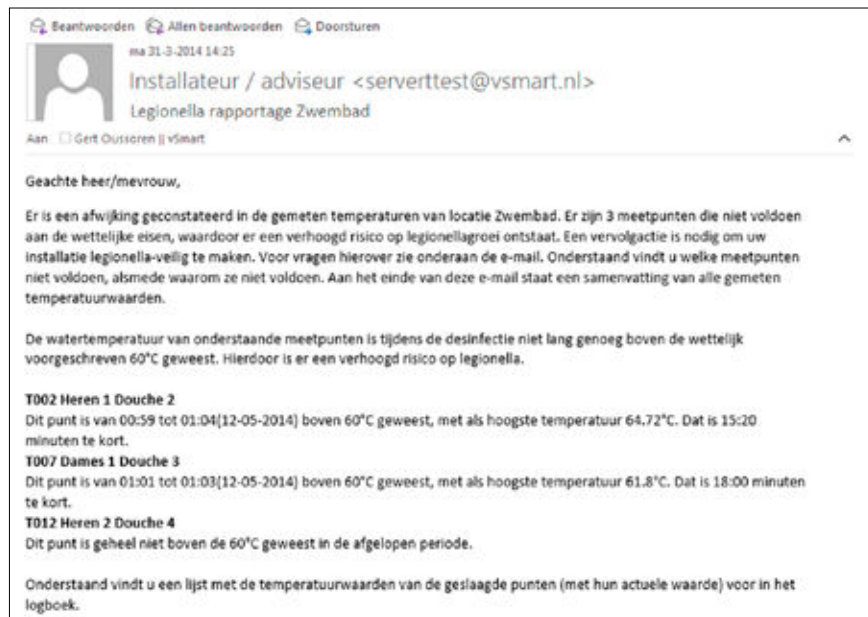 Beantwoorden Allen beantwoorden Doorsturen
ma 31-3-2014 14:25
Installateur / adviseur <serverttest@vsmart.nl>
Legionella rapportage Zwembad
Aan Gert Oussoren || vSmart
Geachte heer/mevrouw,
Er is een afwijking geconstateerd in de gemeten temperaturen van locatie Zwembad. Er zijn 3 meetpunten die niet voldoen
aan de wettelijke eisen, waardoor er een verhoogd risico op legionellagroei ontstaat. Een vervolgactie is nodig om uw
installatie legionella-veilig te maken. Voor vragen hierover zie onderaan de e-mail. Onderstaand vindt u welke meetpunten
niet voldoen, alsmede waarom ze niet voldoen. Aan het einde van deze e-mail staat een samenvatting van alle gemeten
temperatuurwaarden.
De watertemperatuur van onderstaande meetpunten is tijdens de desinfectie niet lang genoeg boven de wettelijk
voorgeschreven 60°C geweest. Hierdoor is er een verhoogd risico op legionella.
T002 Heren 1 Douche 2
Dit punt is van 00:59 tot 01:04(12-05-2014) boven 60°C geweest, met als hoogste temperatuur 64.72°C. Dat is 15:20
minuten te kort.
T007 Dames 1 Douche 3
Dit punt is van 01:01 tot 01:03(12-05-2014) boven 60°C geweest, met als hoogste temperatuur 61.8°C. Dat is 18:00 minuten
te kort.
T012 Heren 2 Douche 4
Dit punt is geheel niet boven de 60°C geweest in de afgelopen periode.
Onderstaand vindt u een lijst met de temperatuurwaarden van de geslaagde punten (met hun actuele waarde) voor in het
logboek.